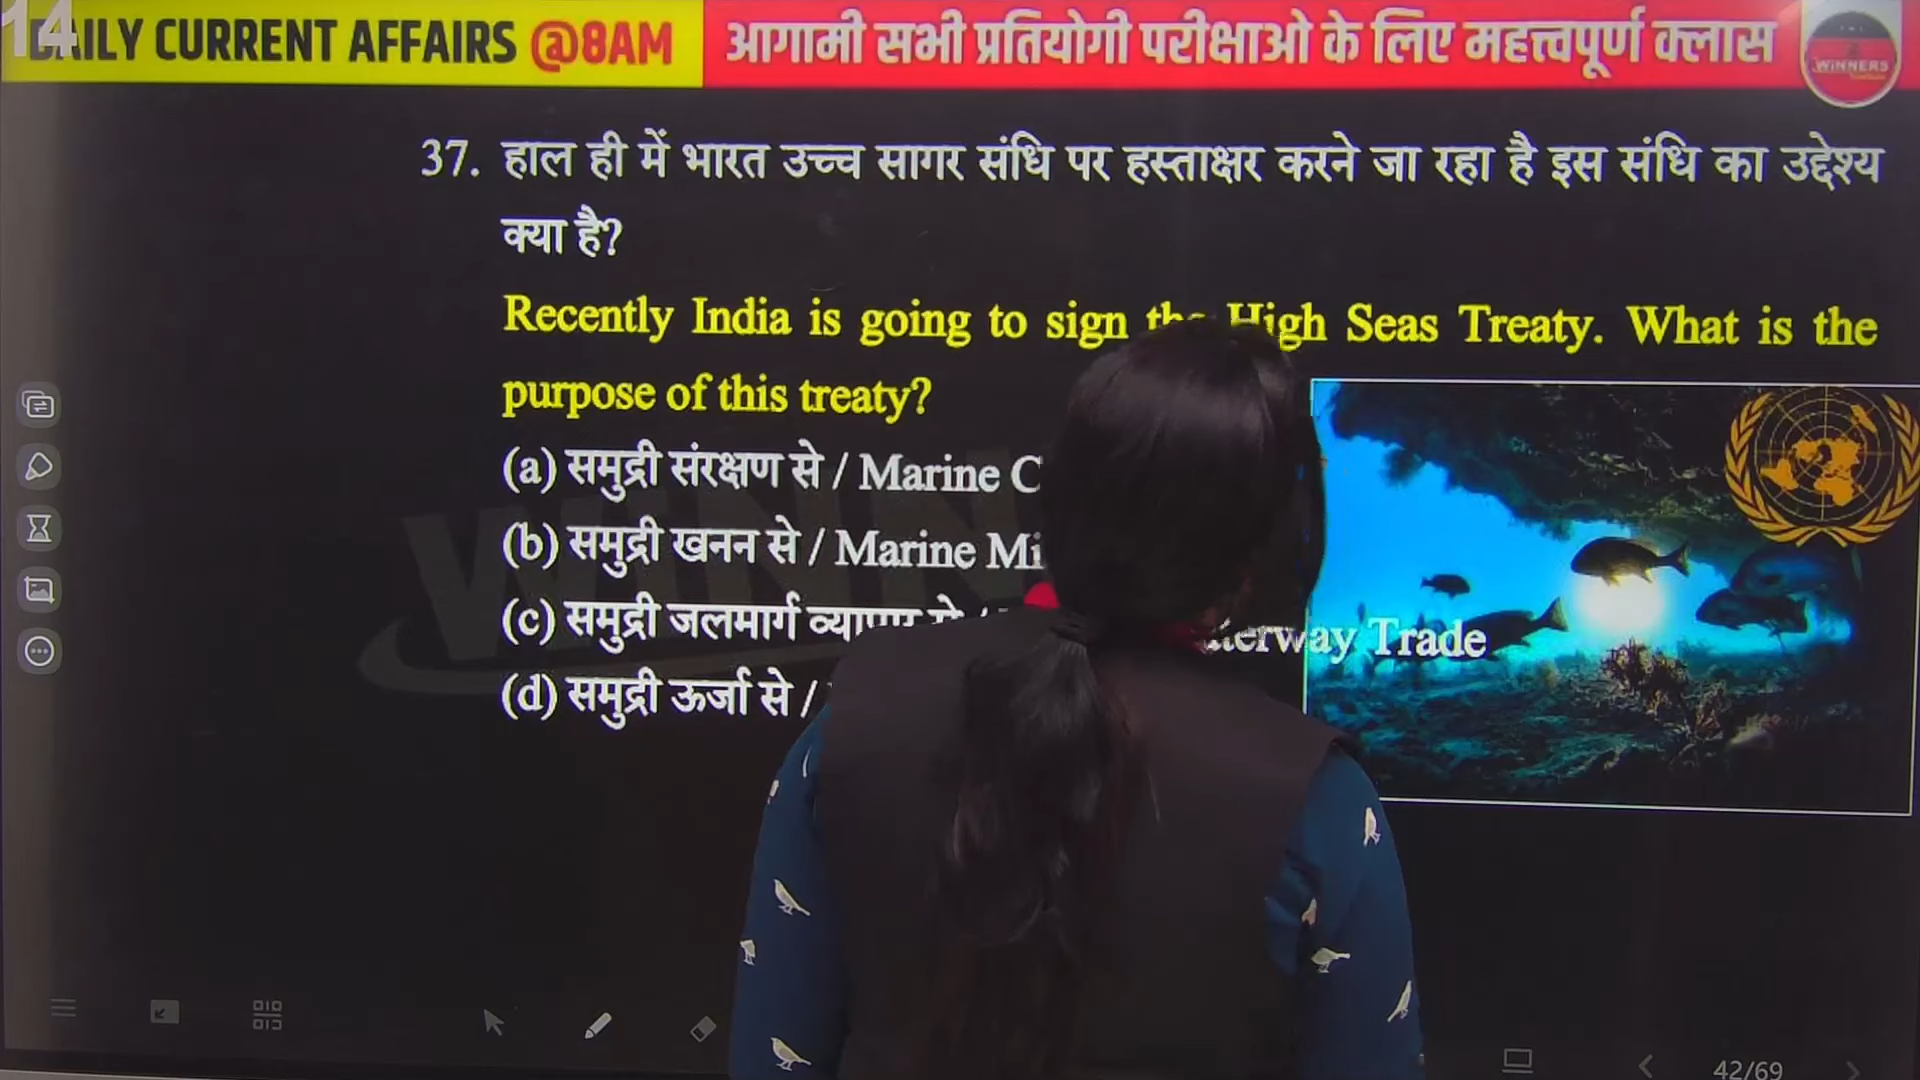 14
DAILY CURRENT AFFAIRS @8AM
आगामी सभी प्रतियोगी परीक्षाओ के लिए महत्त्वपूर्ण क्लास
WINNERS
37. हाल ही में भारत उच्च सागर संधि पर हस्ताक्षर करने जा रहा है इस संधि का उद्देश्य
क्या है?
Recently India is going to sign the High Seas Treaty. What is the
purpose of this treaty?
(a) समुद्री संरक्षण से / Marine
(b) समुद्री खनन से / Marine
(c) समुद्री जलमार्ग व्यापार से / Trade
(d) समुद्री ऊर्जा से /
42/69